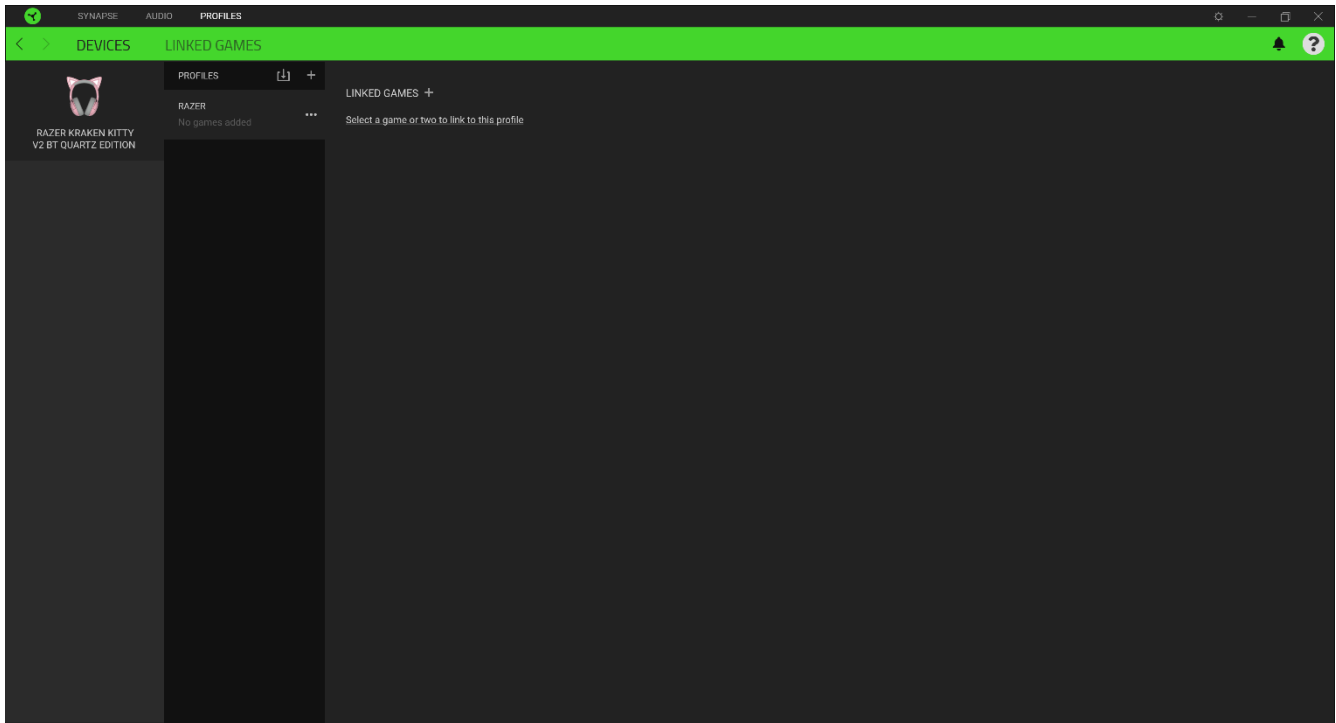 SYNAPSE AUDIO PROFILES
DEVICES LINKED GAMES
RAZER KRAKEN KITTY
V2 BT QUARTZ EDITION
PROFILES
RAZER
No games added
LINKED GAMES +
Select a game or two to link to this profile